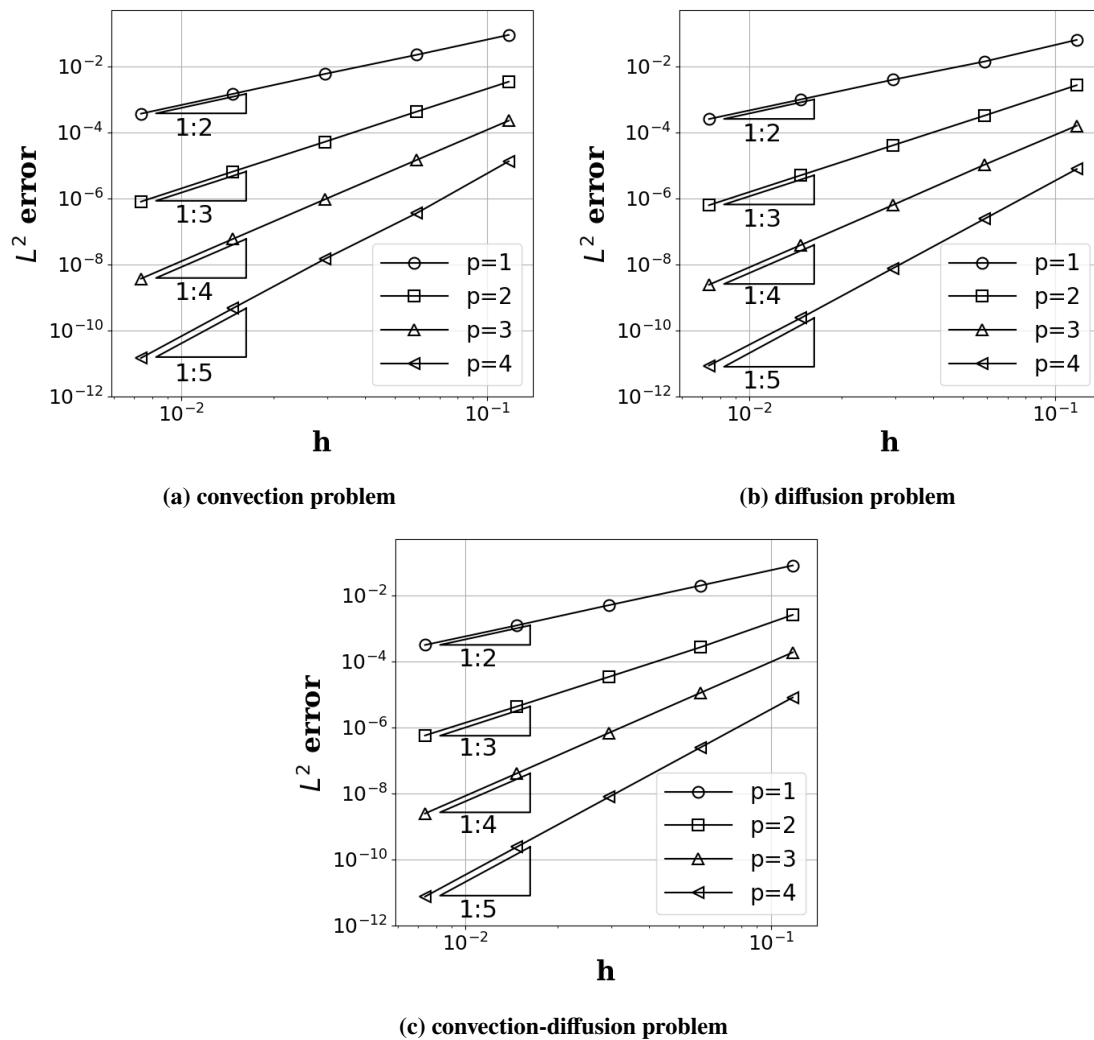 10⁻²
10⁻⁴
10⁻⁶
10⁻⁸
10⁻¹⁰
10⁻¹²
L² error
1:2
1:3
1:4
1:5
p=1
p=2
p=3
p=4
10⁻² 10⁻¹
h
(a) convection problem
10⁻²
10⁻⁴
10⁻⁶
10⁻⁸
10⁻¹⁰
10⁻¹²
L² error
1:2
1:3
1:4
1:5
p=1
p=2
p=3
p=4
10⁻² 10⁻¹
h
(b) diffusion problem
10⁻²
10⁻⁴
10⁻⁶
10⁻⁸
10⁻¹⁰
10⁻¹²
L² error
1:2
1:3
1:4
1:5
p=1
p=2
p=3
p=4
10⁻² 10⁻¹
h
(c) convection-diffusion problem